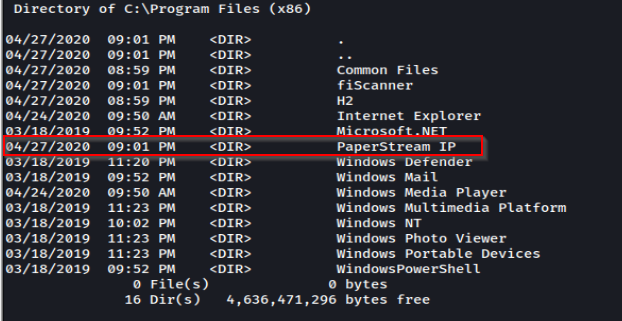 Directory of C:\Program Files (x86)
04/27/2020  09:01 PM    <DIR>          .
04/27/2020  09:01 PM    <DIR>          ..
04/27/2020  08:59 PM    <DIR>          Common Files
04/27/2020  09:01 PM    <DIR>          fiScanner
04/27/2020  08:59 PM    <DIR>          H2
04/24/2020  09:50 AM    <DIR>          Internet Explorer
03/18/2019  09:52 PM    <DIR>          Microsoft.NET
04/27/2020  09:01 PM    <DIR>          PaperStream IP
03/18/2019  11:20 PM    <DIR>          Windows Defender
03/18/2019  09:52 PM    <DIR>          Windows Mail
04/24/2020  09:50 AM    <DIR>          Windows Media Player
03/18/2019  11:23 PM    <DIR>          Windows Multimedia Platform
03/18/2019  10:02 PM    <DIR>          Windows NT
03/18/2019  11:23 PM    <DIR>          Windows Photo Viewer
03/18/2019  11:23 PM    <DIR>          Windows Portable Devices
03/18/2019  09:52 PM    <DIR>          WindowsPowerShell
0 File(s)              0 bytes
16 Dir(s)   4,636,471,296 bytes free